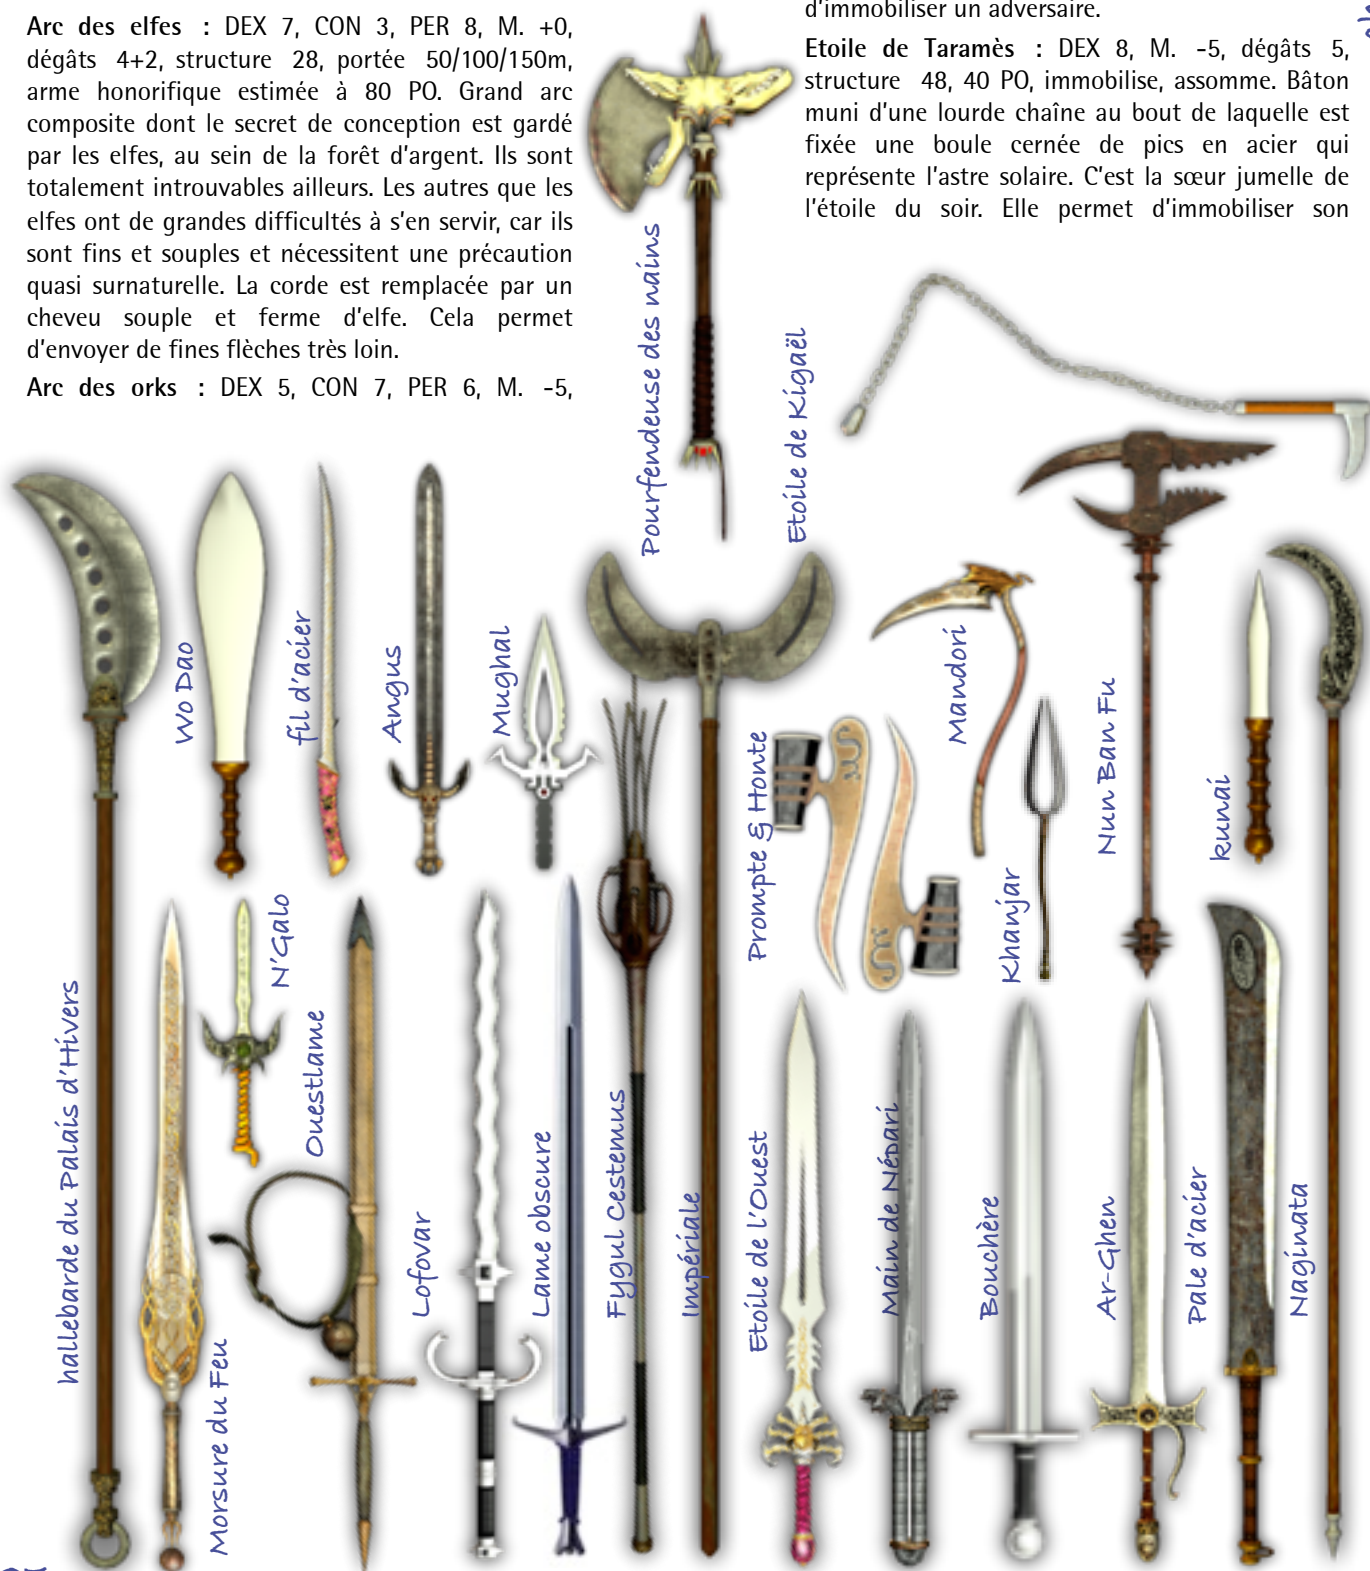 Arc des elfes : DEX 7, CON 3, PER 8, M. +0,
dégâts 4+2, structure 28, portée 50/100/150m,
arme honorifique estimée à 80 PO. Grand arc
composite dont le secret de conception est gardé
par les elfes, au sein de la forêt d'argent. Ils sont
totalement introuvables ailleurs. Les autres que les
elfes ont de grandes difficultés à s'en servir, car ils
sont fins et souples et nécessitent une précaution
quasi surnaturelle. La corde est remplacée par un
cheveu souple et ferme d'elfe. Cela permet
d'envoyer de fines flèches très loin.
Arc des orks : DEX 5, CON 7, PER 6, M. -5,
d'immobiliser un adversaire.
Etoile de Taramès : DEX 8, M. -5, dégâts 5,
structure 48, 40 PO, immobilise, assomme. Bâton
muni d'une lourde chaîne au bout de laquelle est
fixée une boule cernée de pics en acier qui
représente l'astre solaire. C'est la sœur jumelle de
l'étoile du soir. Elle permet d'immobiliser son
Pourfendeuse des nains
Etoile de Kigaël
Wo Dao
fil d'acier
Angus
Mughal
Mandori
Nun Ban Fu
kunai
Prompte & Honte
Khanjar
hallebarde du Palais d'Hivers
N'Galo
Ouestlame
Morsure du Feu
Lofovar
Lame obscure
Fygul Cestemus
Impériale
Etoile de l'Ouest
Main de Népari
Bouchère
Ar-Ghen
Pale d'acier
Naginata